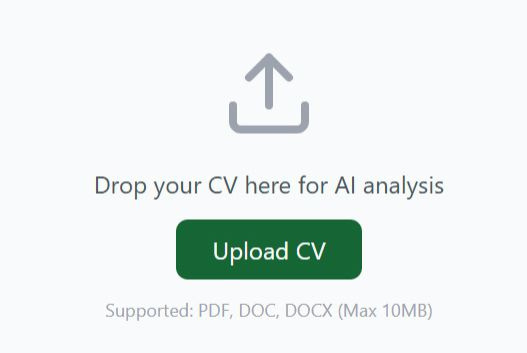 Drop your CV here for AI analysis
Upload CV
Supported: PDF, DOC, DOCX (Max 10MB)